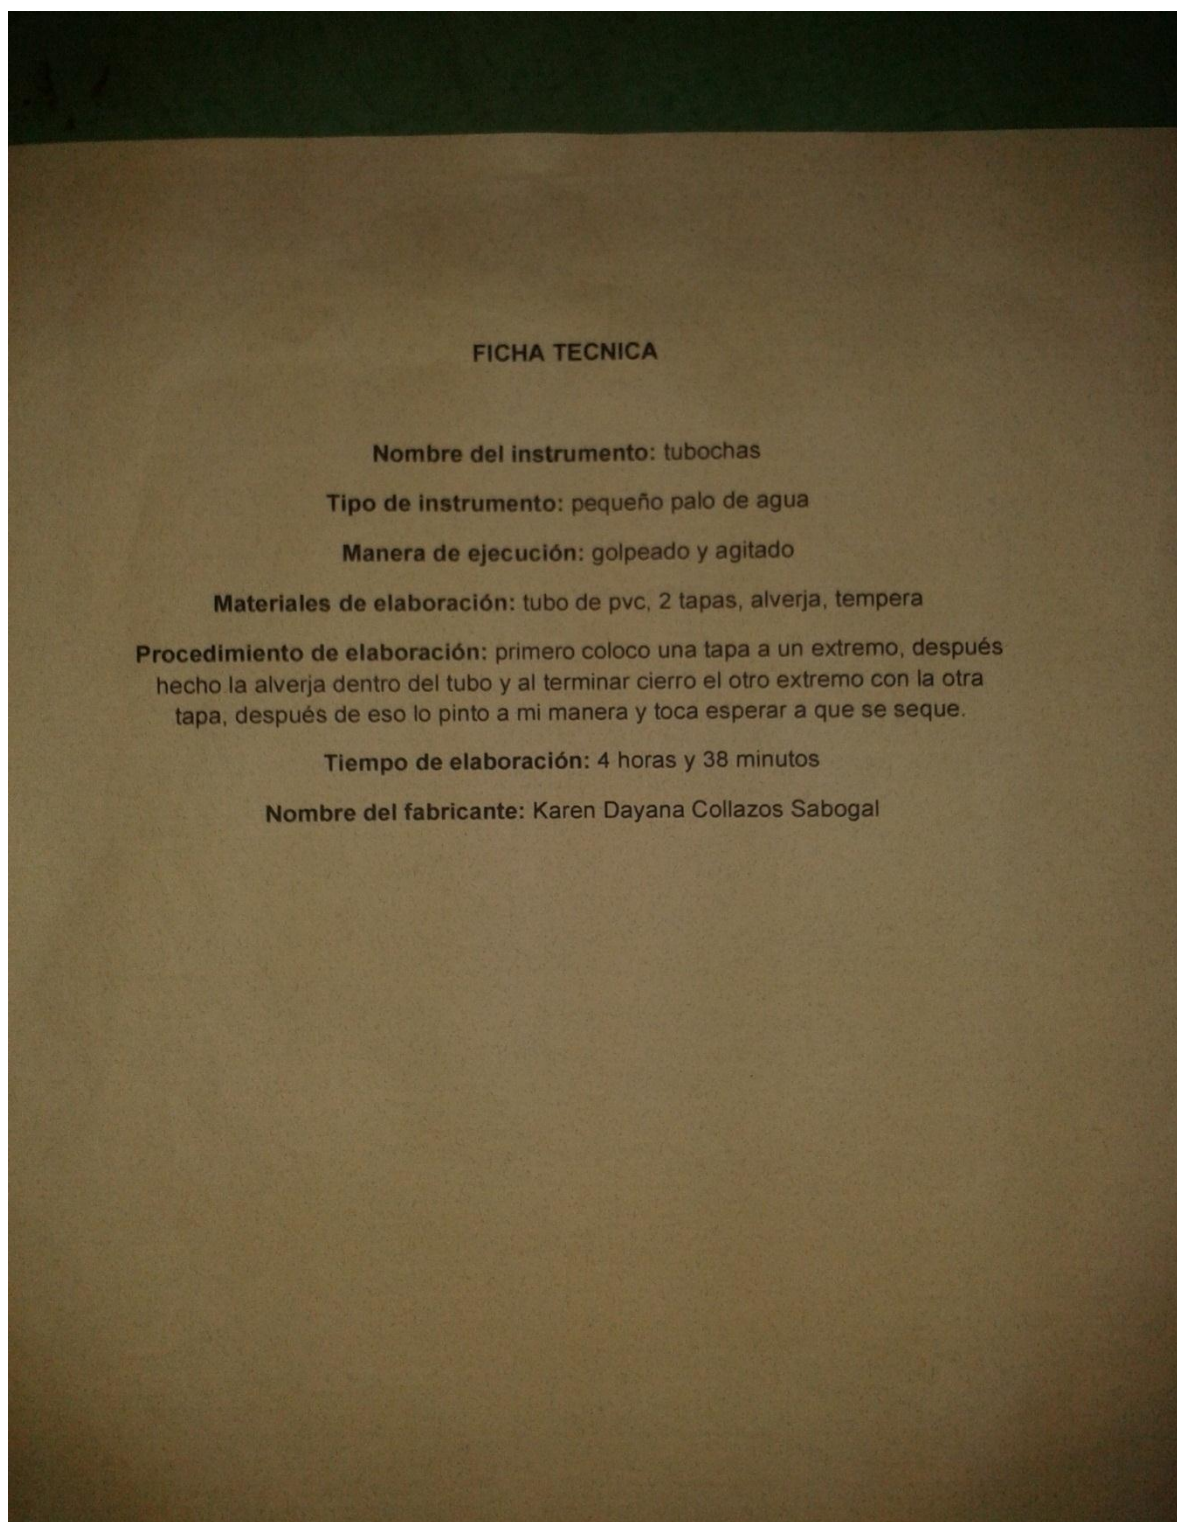 FICHA TECNICA
Nombre del instrumento: tubochas
Tipo de instrumento: pequeño palo de agua
Manera de ejecución: golpeado y agitado
Materiales de elaboración: tubo de pvc, 2 tapas, alverja, tempera
Procedimiento de elaboración: primero coloco una tapa a un extremo, después
hecho la alverja dentro del tubo y al terminar cierro el otro extremo con la otra
tapa, después de eso lo pinto a mi manera y toca esperar a que se seque.
Tiempo de elaboración: 4 horas y 38 minutos
Nombre del fabricante: Karen Dayana Collazos Sabogal